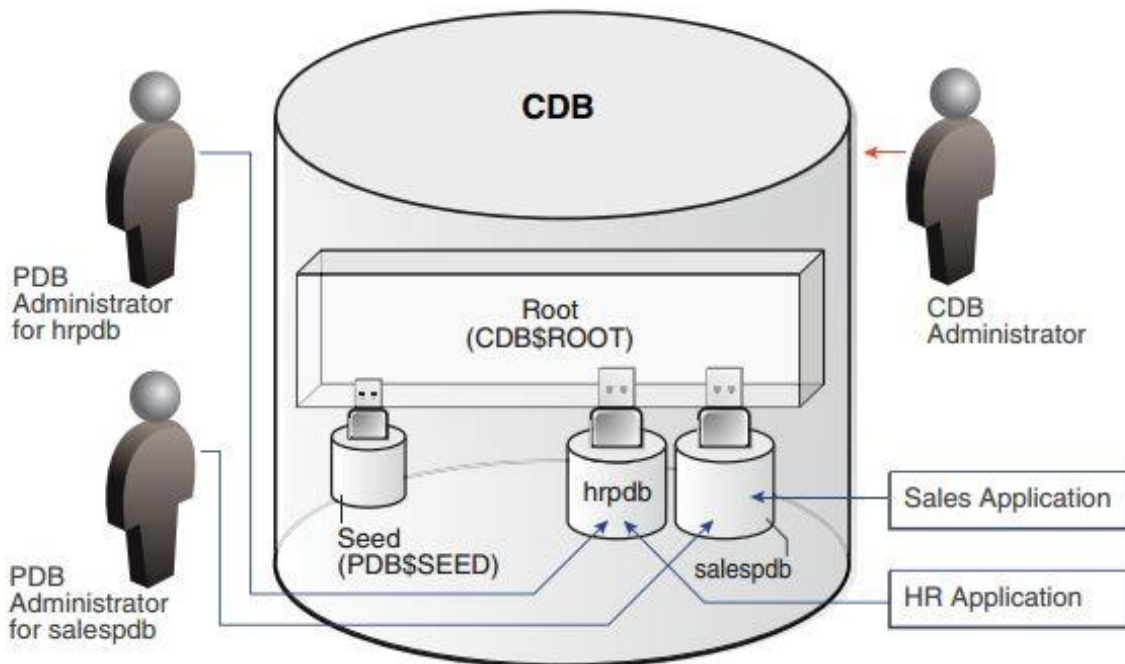 CDB
PDB
Administrator
for hrpdb
Root
(CDB$ROOT)
CDB
Administrator
hrpdb
Seed
(PDB$SEED)
salespdb
Sales Application
HR Application
PDB
Administrator
for salespdb